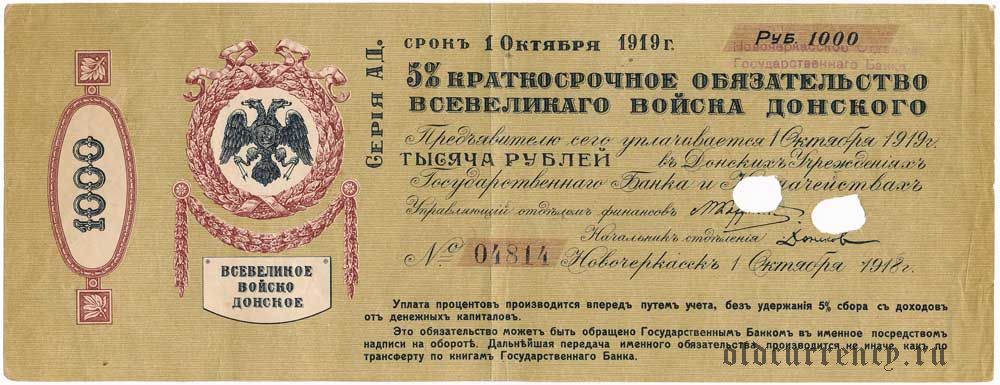 1000
ВСЕВЕЛИКОЕ
ВОЙСКО
ДОНСКОЕ
СЕРІЯ АД.
СРОКЪ 1 ОКТЯБРЯ 1919 г.
РУБ. 1000
Новочеркасское
Государственнаго Банка
5% КРАТКОСРОЧНОЕ ОБЯЗАТЕЛЬСТВО
ВСЕВЕЛИКАГО ВОЙСКА ДОНСКОГО
Предъявителю сего уплачивается 1 Октября 1919 г.
ТЫСЯЧА РУБЛЕЙ въ Донскихъ Учрежденіяхъ
Государственнаго Банка и
Управляющій отдѣломъ финансовъ
Начальникъ отдѣленія
№ 04814 Новочеркасскъ 1 Октября 1918 г.
Уплата процентовъ производится впередъ путемъ учета, безъ удержанія 5% сбора съ доходовъ
отъ денежныхъ капиталовъ.
Это обязательство можетъ быть обращено Государственнымъ Банкомъ въ именное посредствомъ
надписи на оборотѣ. Дальнѣйшая передача именного обязательства производится не иначе, какъ по
трансферту по книгамъ Государственнаго Банка.
oldcurrency.ru